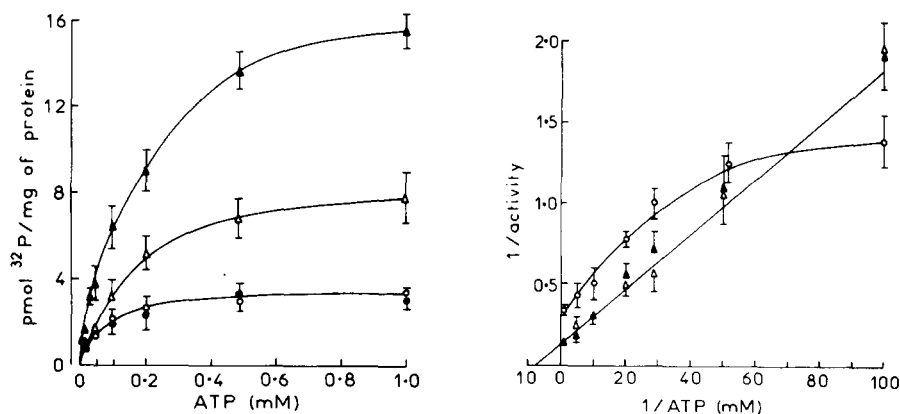 pmol ³²P/mg of protein
16
12
8
4
0
0 0·2 0·4 0·6 0·8 1·0
ATP (mM)
1/activity
2·0
1·5
1·0
0·5
0 20 40 60 80 100
1/ATP (mM)